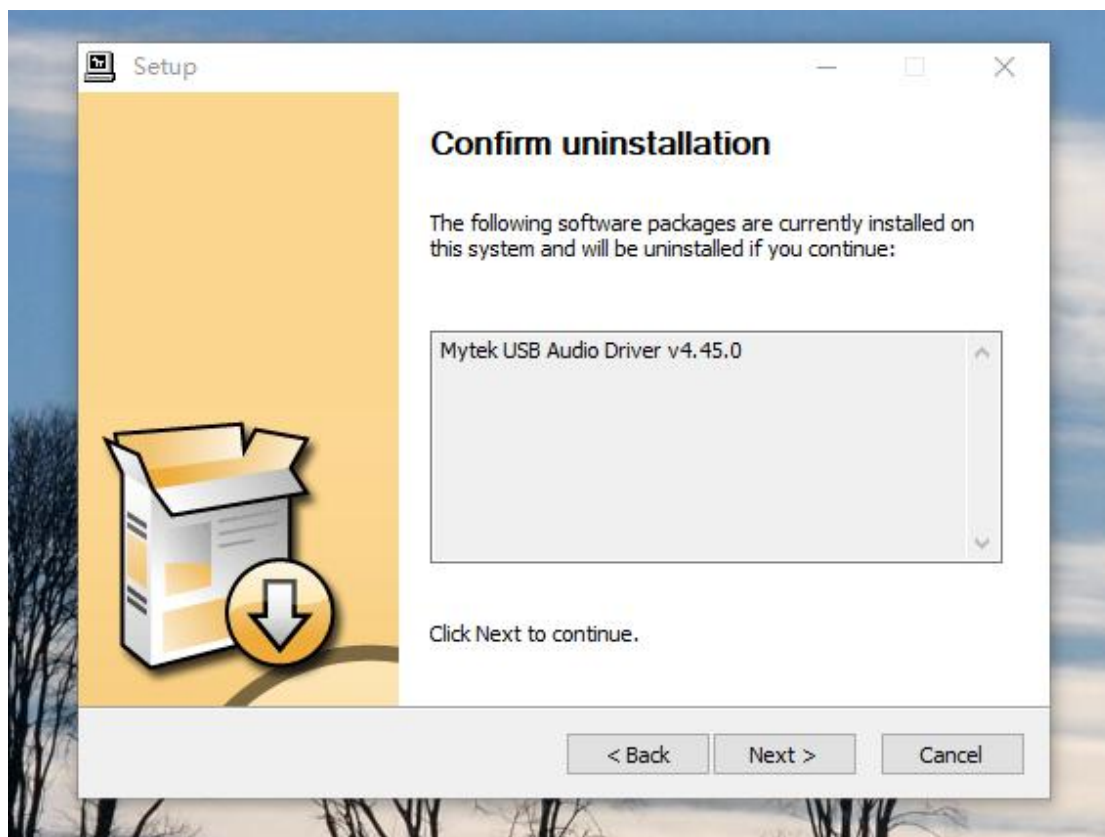 Setup
Confirm uninstallation
The following software packages are currently installed on
this system and will be uninstalled if you continue:
Mytek USB Audio Driver v4.45.0
Click Next to continue.
< Back
Next >
Cancel